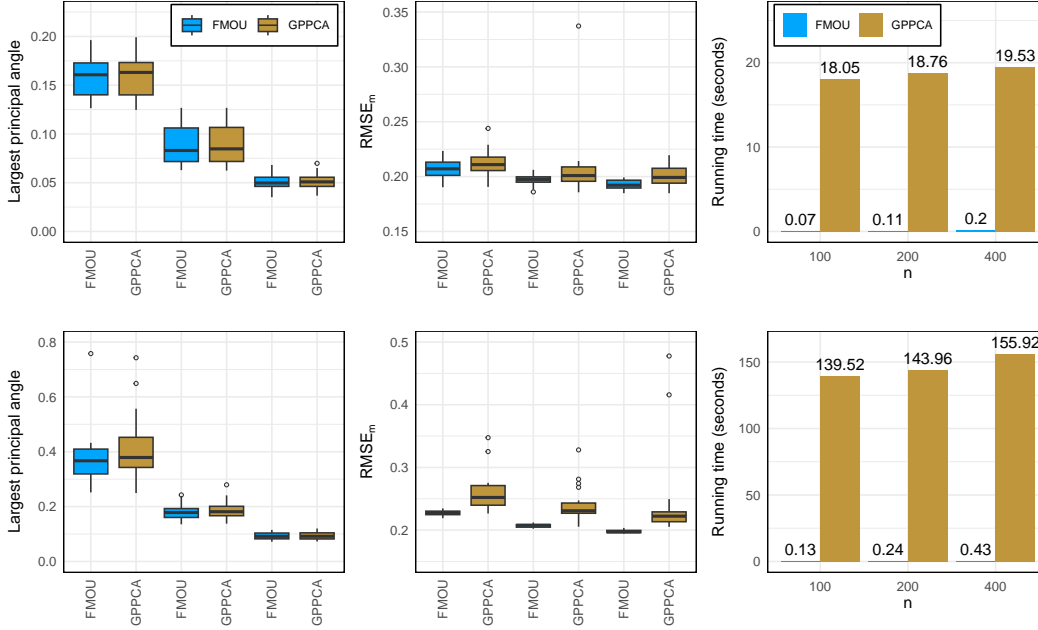 FMOU GPPCA
Largest principal angle
0.20
0.15
0.10
0.05
0.00
FMOU GPPCA FMOU GPPCA FMOU GPPCA
RMSEm
0.35
0.30
0.25
0.20
0.15
FMOU GPPCA FMOU GPPCA FMOU GPPCA
FMOU GPPCA
Running time (seconds)
20
10
0
0.07 18.05 0.11 18.76 0.2 19.53
100 200 400
n
Largest principal angle
0.8
0.6
0.4
0.2
0.0
FMOU GPPCA FMOU GPPCA FMOU GPPCA
RMSEm
0.5
0.4
0.3
0.2
FMOU GPPCA FMOU GPPCA FMOU GPPCA
Running time (seconds)
150
100
50
0
0.13 139.52 0.24 143.96 0.43 155.92
100 200 400
n